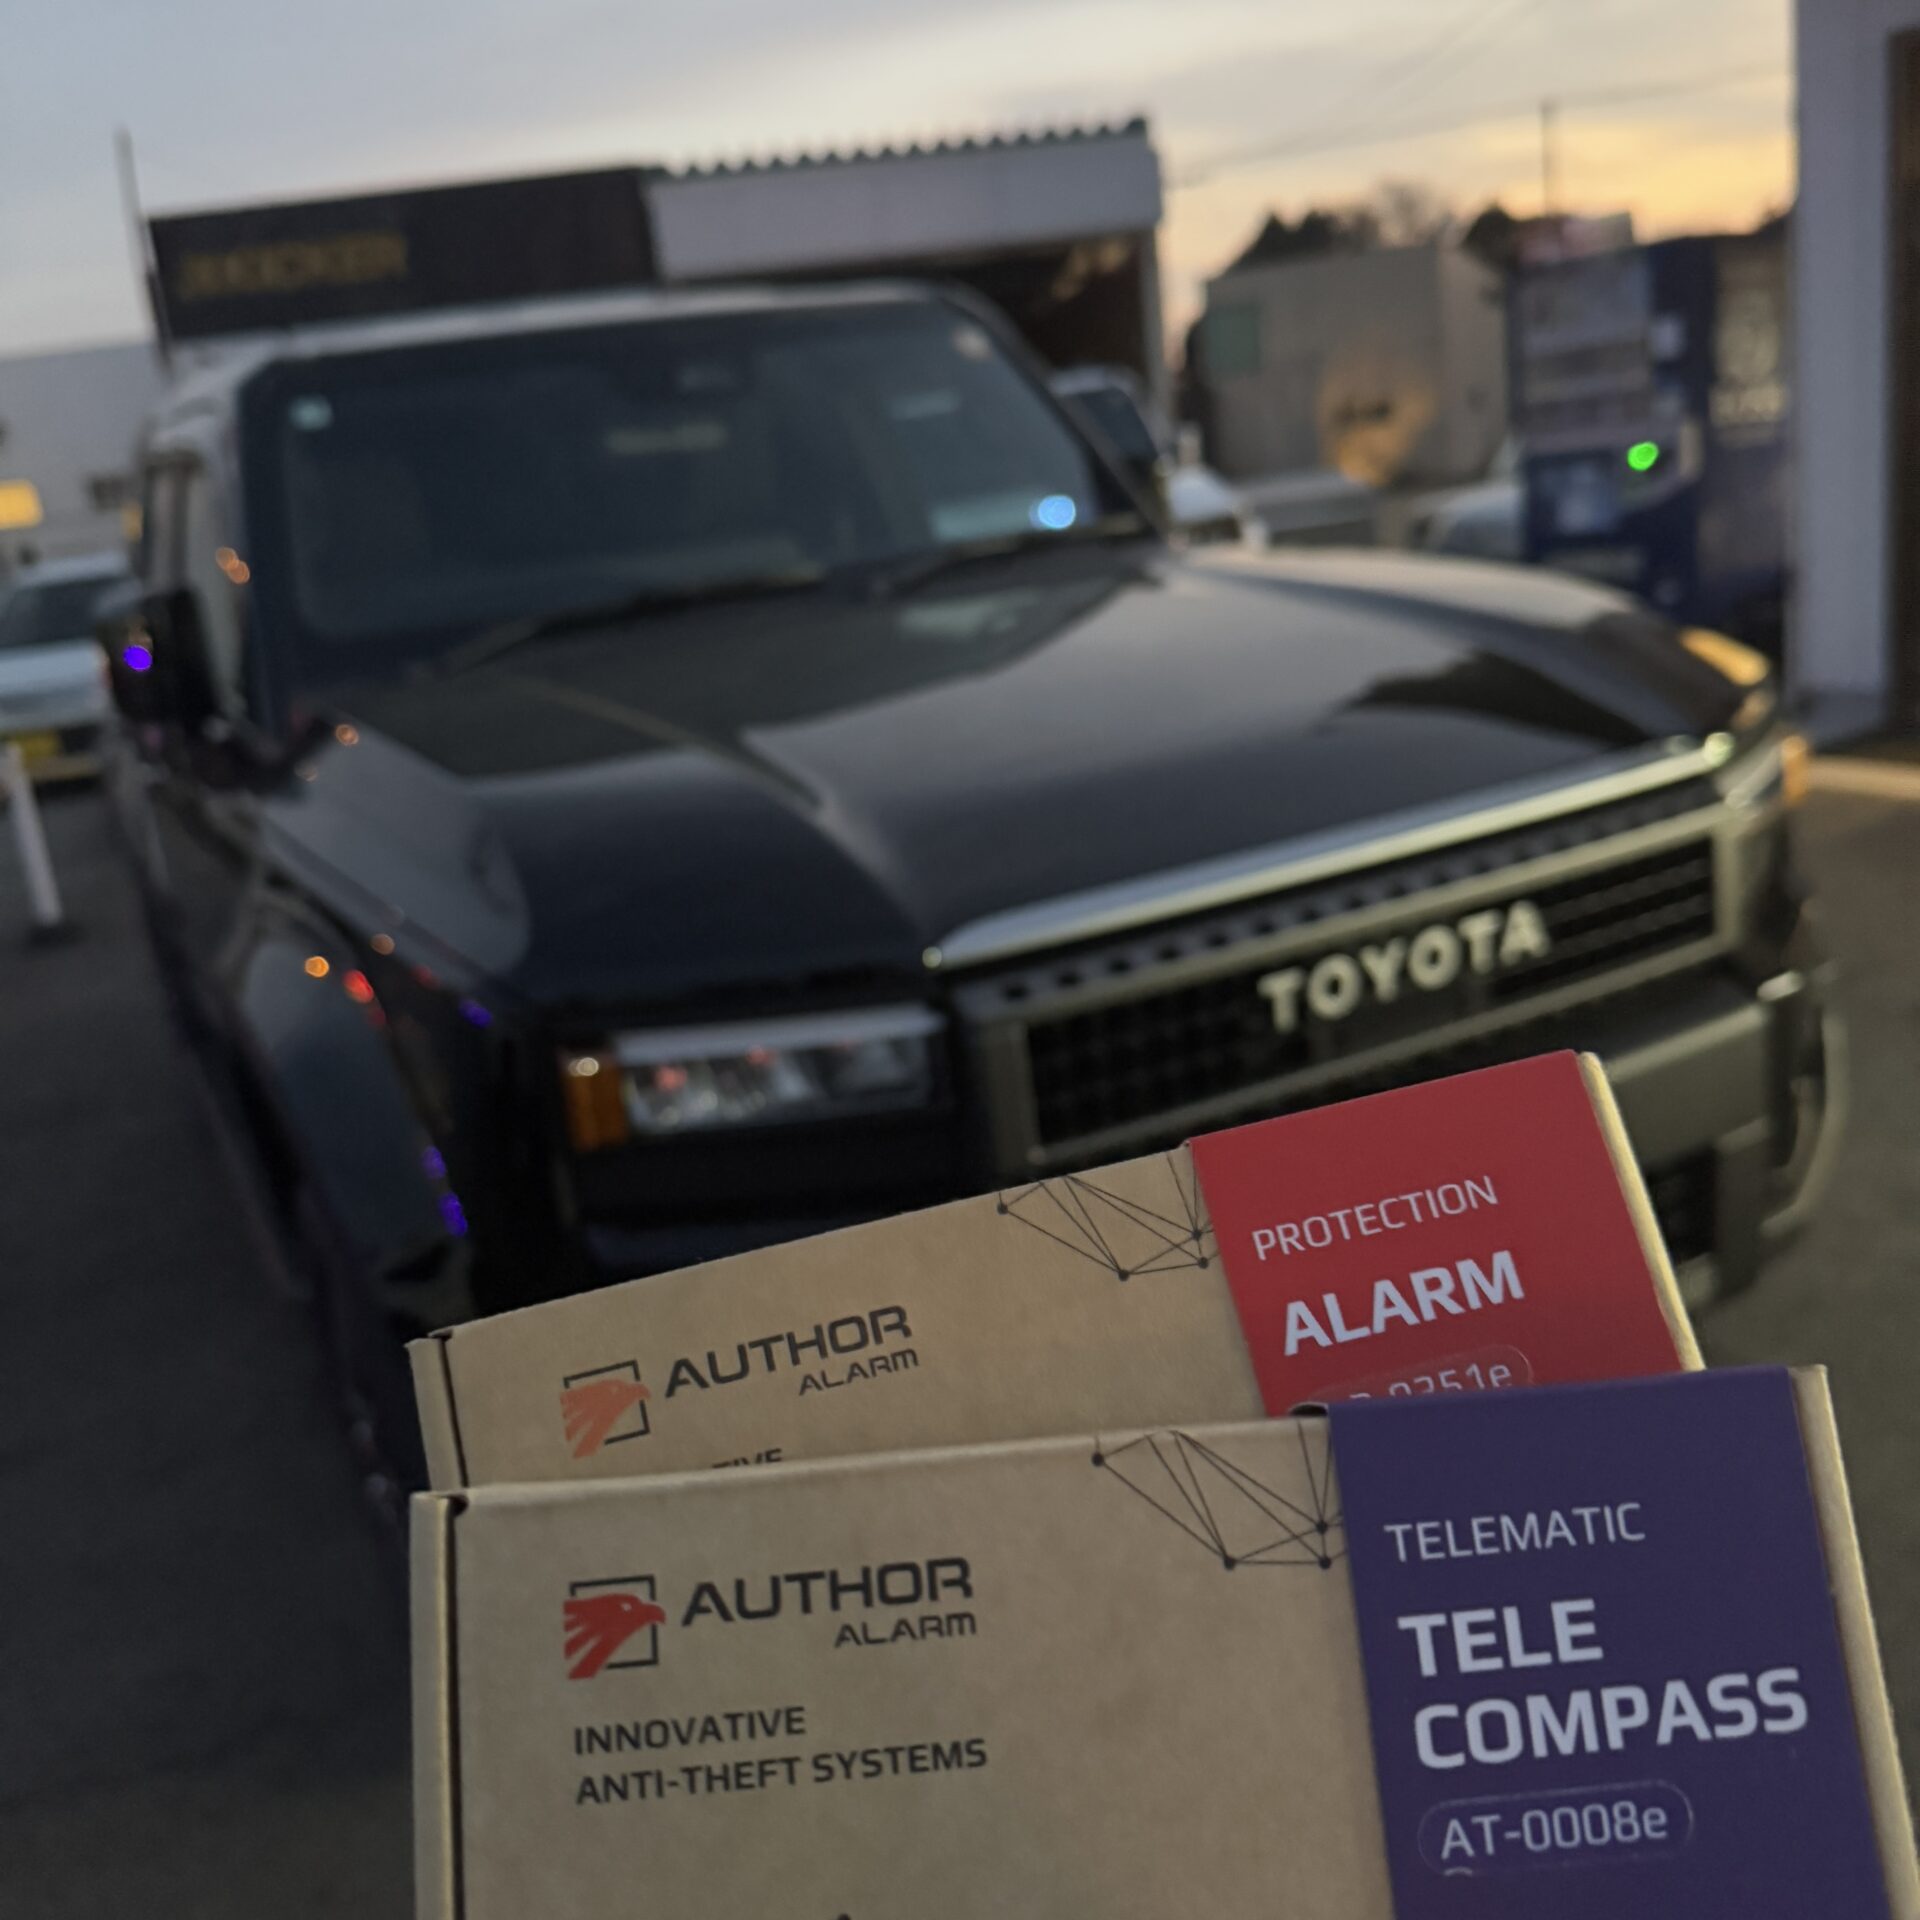 TOYOTA
PROTECTION
ALARM
AUTHOR
ALARM
TELEMATIC
TELE
COMPASS
AT-0008e
AUTHOR
ALARM
INNOVATIVE
ANTI-THEFT SYSTEMS